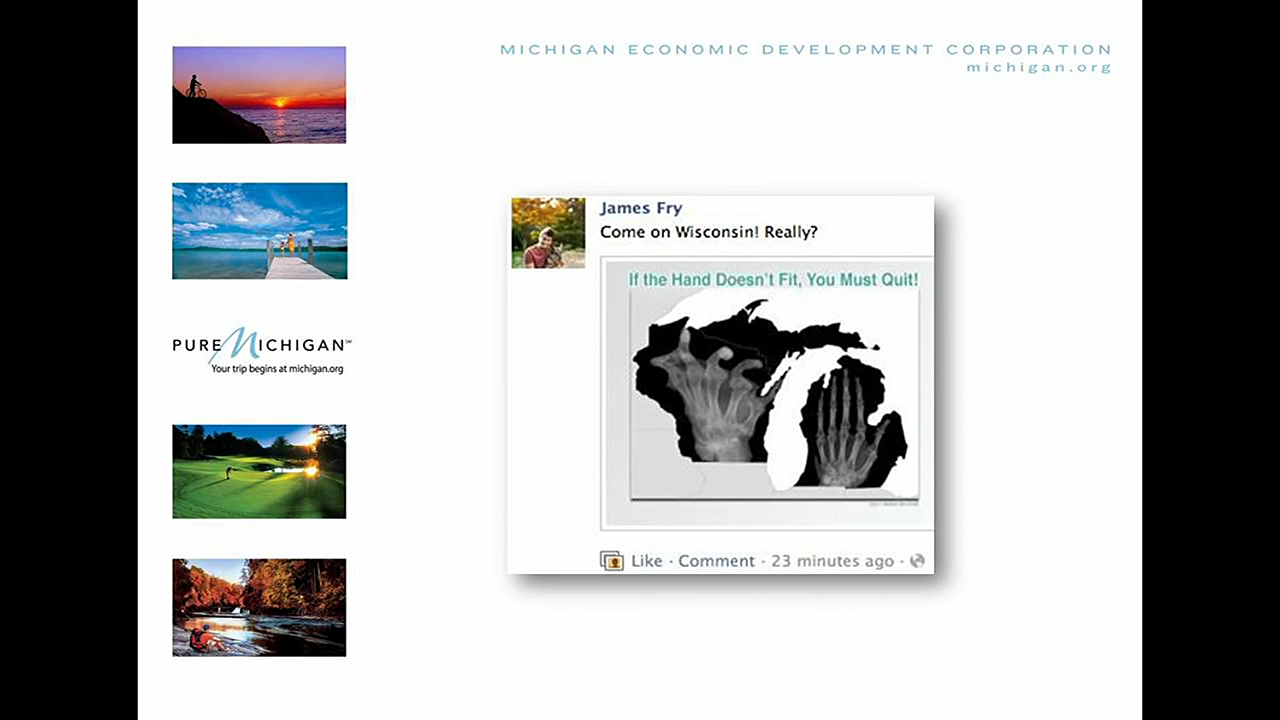 MICHIGAN ECONOMIC DEVELOPMENT CORPORATION
michigan.org
PURE MICHIGAN℠
Your trip begins at michigan.org
James Fry
Come on Wisconsin! Really?
If the Hand Doesn't Fit, You Must Quit!
Like · Comment · 23 minutes ago ·